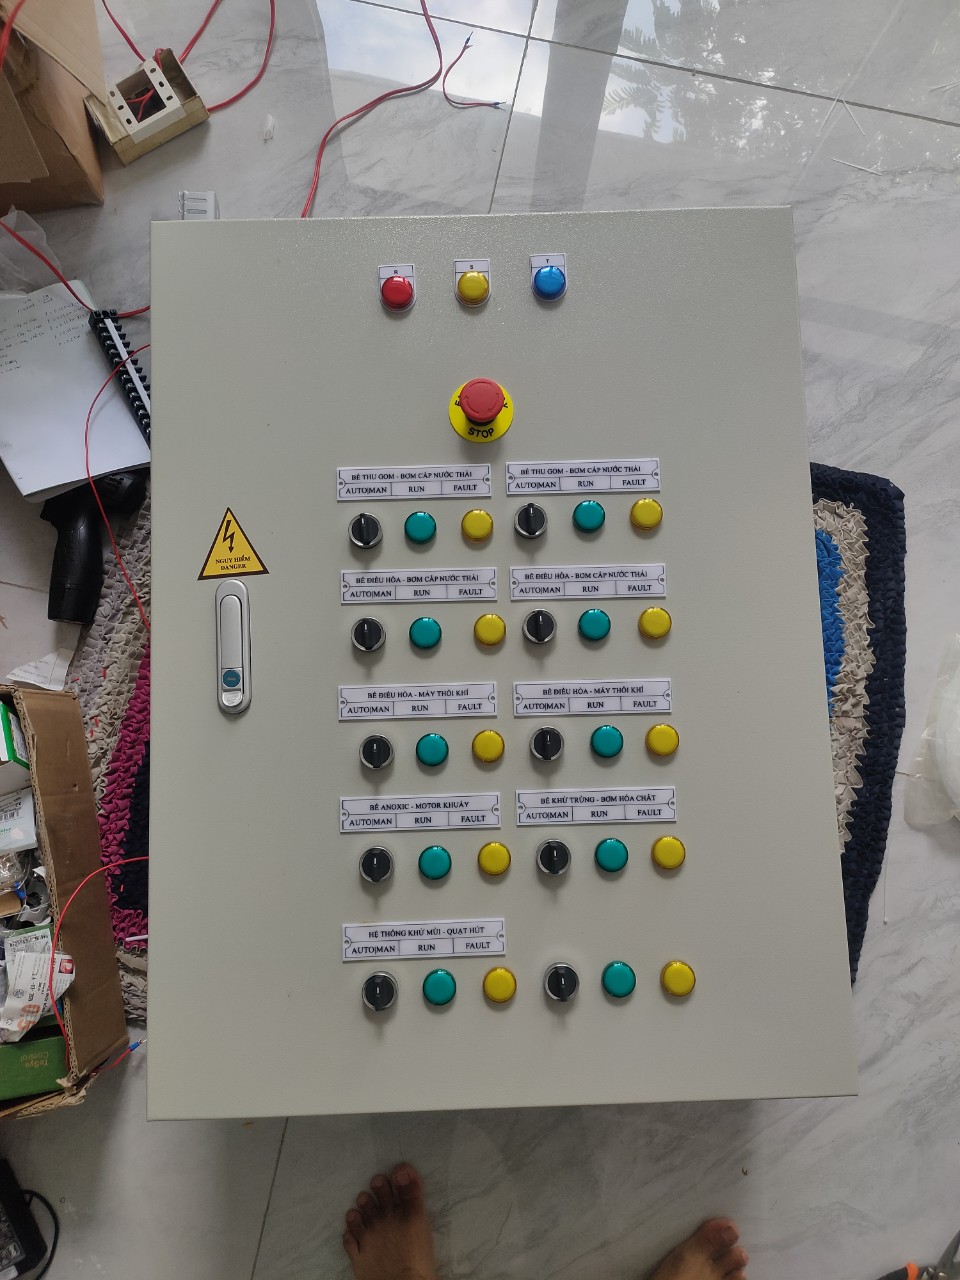 R
S
T
STOP
BỂ THU GOM - BƠM CẤP NƯỚC THẢI
AUTO|MAN RUN FAULT
BỂ THU GOM - BƠM CẤP NƯỚC THẢI
AUTO|MAN RUN FAULT
NGUY HIỂM
DANGER
BỂ ĐIỀU HÒA - BƠM CẤP NƯỚC THẢI
AUTO|MAN RUN FAULT
BỂ ĐIỀU HÒA - BƠM CẤP NƯỚC THẢI
AUTO|MAN RUN FAULT
BỂ ĐIỀU HÒA - MÁY THỔI KHÍ
AUTO|MAN RUN FAULT
BỂ ĐIỀU HÒA - MÁY THỔI KHÍ
AUTO|MAN RUN FAULT
BỂ ANOXIC - MOTOR KHUẤY
AUTO|MAN RUN FAULT
BỂ KHỬ TRÙNG - BƠM HÓA CHẤT
AUTO|MAN RUN FAULT
HỆ THỐNG KHỬ MÙI - QUẠT HÚT
AUTO|MAN RUN FAULT
TeSys
Control